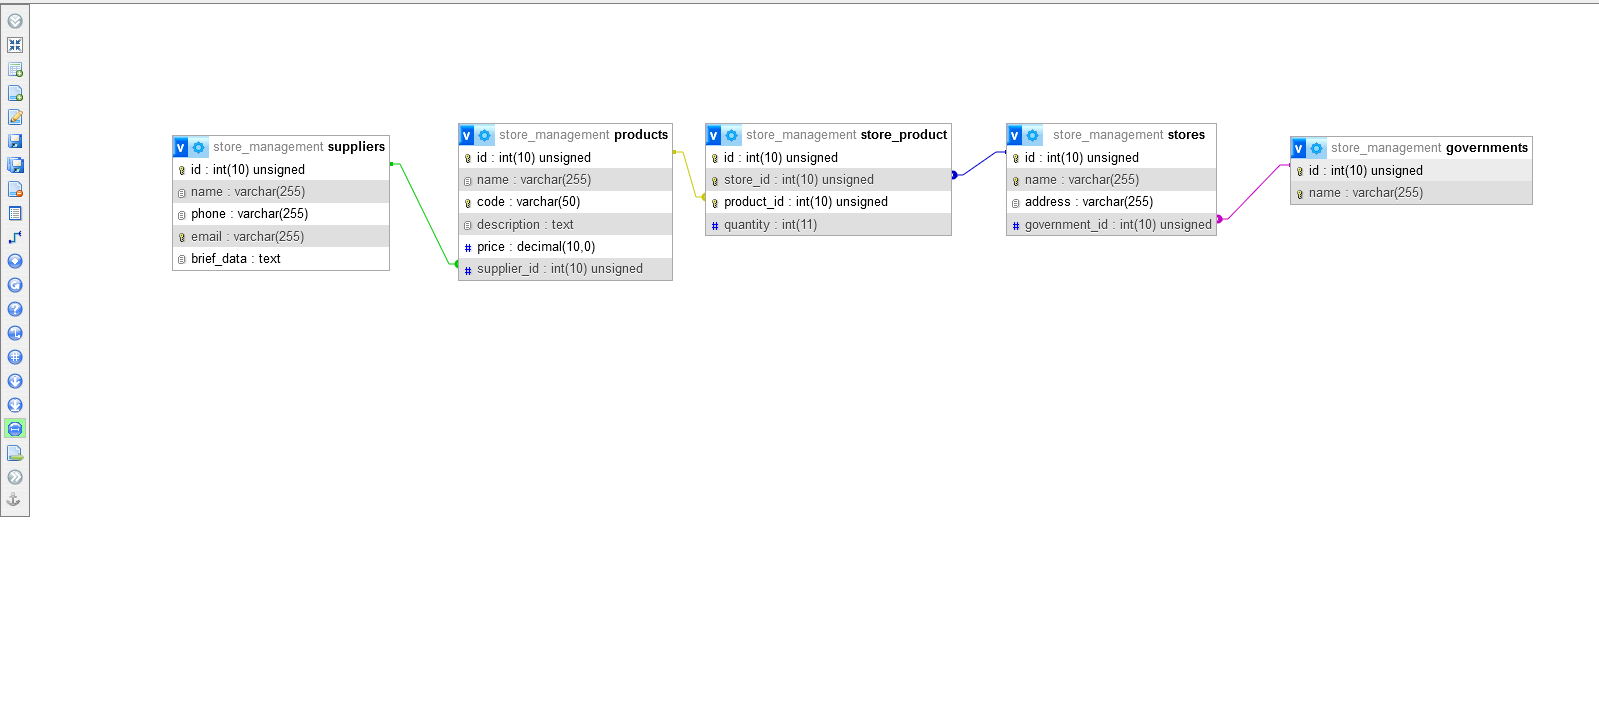 v store_management suppliers
id : int(10) unsigned
name : varchar(255)
phone : varchar(255)
email : varchar(255)
brief_data : text
v store_management products
id : int(10) unsigned
name : varchar(255)
code : varchar(50)
description : text
# price : decimal(10,0)
# supplier_id : int(10) unsigned
v store_management store_product
id : int(10) unsigned
store_id : int(10) unsigned
product_id : int(10) unsigned
# quantity : int(11)
v store_management stores
id : int(10) unsigned
name : varchar(255)
address : varchar(255)
# government_id : int(10) unsigned
v store_management governments
id : int(10) unsigned
name : varchar(255)